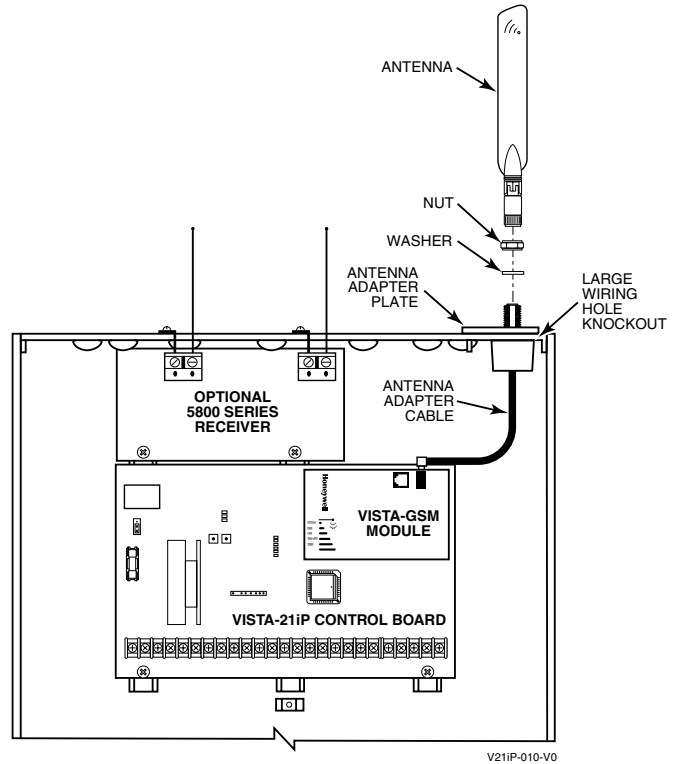 ANTENNA
NUT
WASHER
ANTENNA
ADAPTER
PLATE
LARGE
WIRING
HOLE
KNOCKOUT
OPTIONAL
5800 SERIES
RECEIVER
ANTENNA
ADAPTER
CABLE
Honeywell
VISTA-GSM
MODULE
VISTA-21iP CONTROL BOARD
V21iP-010-V0